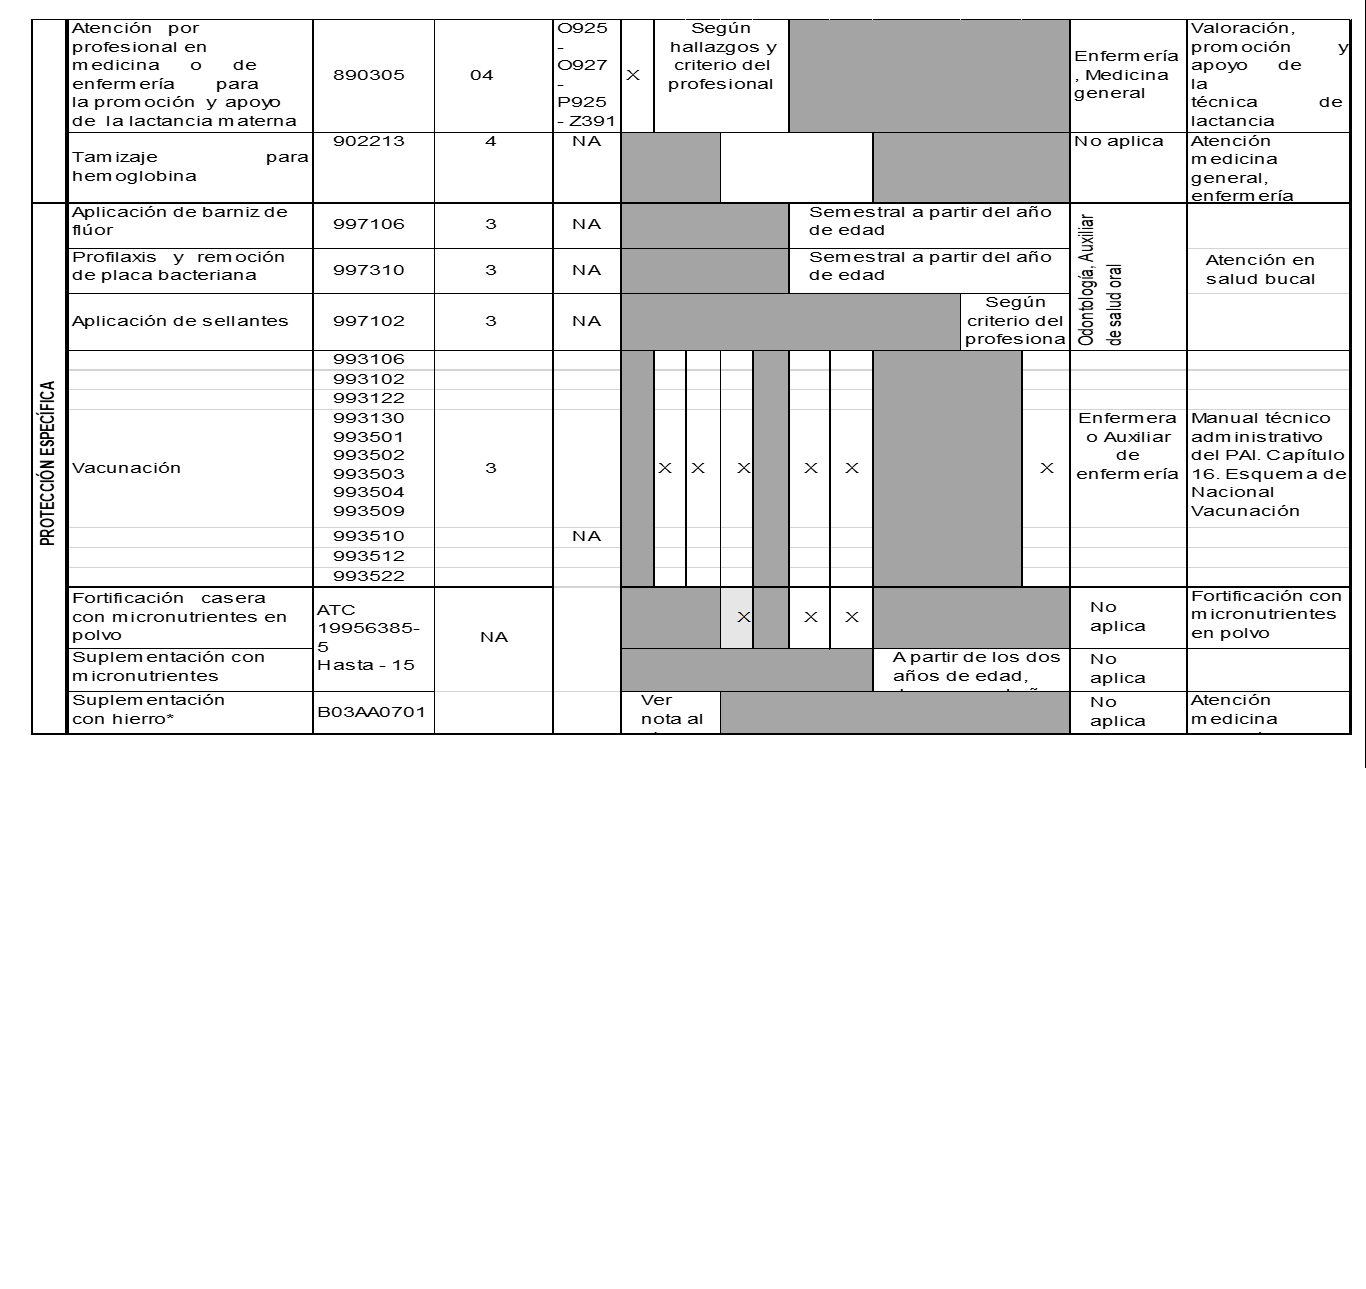 Atención por
profesional en
medicina o de
enfermería para
la promoción y apoyo
de la lactancia materna
890305
04
O925
-
O927
-
P925
- Z391
X
Según
hallazgos y
criterio del
profesional
Enfermería
, Medicina
general
Valoración,
promoción y
apoyo de
la
técnica de
lactancia
Tamizaje para
hemoglobina
902213
4
NA
No aplica
Atención
medicina
general,
enfermería
PROTECCIÓN ESPECÍFICA
Aplicación de barniz de
flúor
997106
3
NA
Semestral a partir del año
de edad
Odontología, Auxiliar
de salud oral
Profilaxis y remoción
de placa bacteriana
997310
3
NA
Semestral a partir del año
de edad
Atención en
salud bucal
Aplicación de sellantes
997102
3
NA
Según
criterio del
profesiona
Vacunación
993106
993102
993122
993130
993501
993502
993503
993504
993509
993510
993512
993522
3
NA
X X X X X X
Enfermera
o Auxiliar
de
enfermería
Manual técnico
administrativo
del PAI. Capítulo
16. Esquema de
Nacional
Vacunación
Fortificación casera
con micronutrientes en
polvo
ATC
19956385-
5
Hasta - 15
NA
X X X
No
aplica
Fortificación con
micronutrientes
en polvo
Suplementación con
micronutrientes
A partir de los dos
años de edad,
No
aplica
Suplementación
con hierro*
B03AA0701
Ver
nota al
No
aplica
Atención
medicina